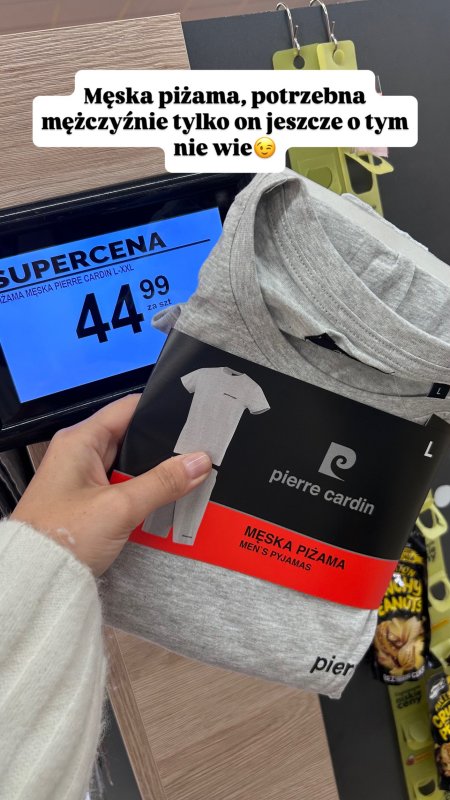 Męska piżama, potrzebna
mężczyźnie tylko on jeszcze o tym
nie wie😉
SUPERCENA
PIŻAMA MĘSKA PIERRE CARDIN L-XXL
44 99
za szt
L
L
pierre cardin
MĘSKA PIŻAMA
MEN'S PYJAMAS
pier